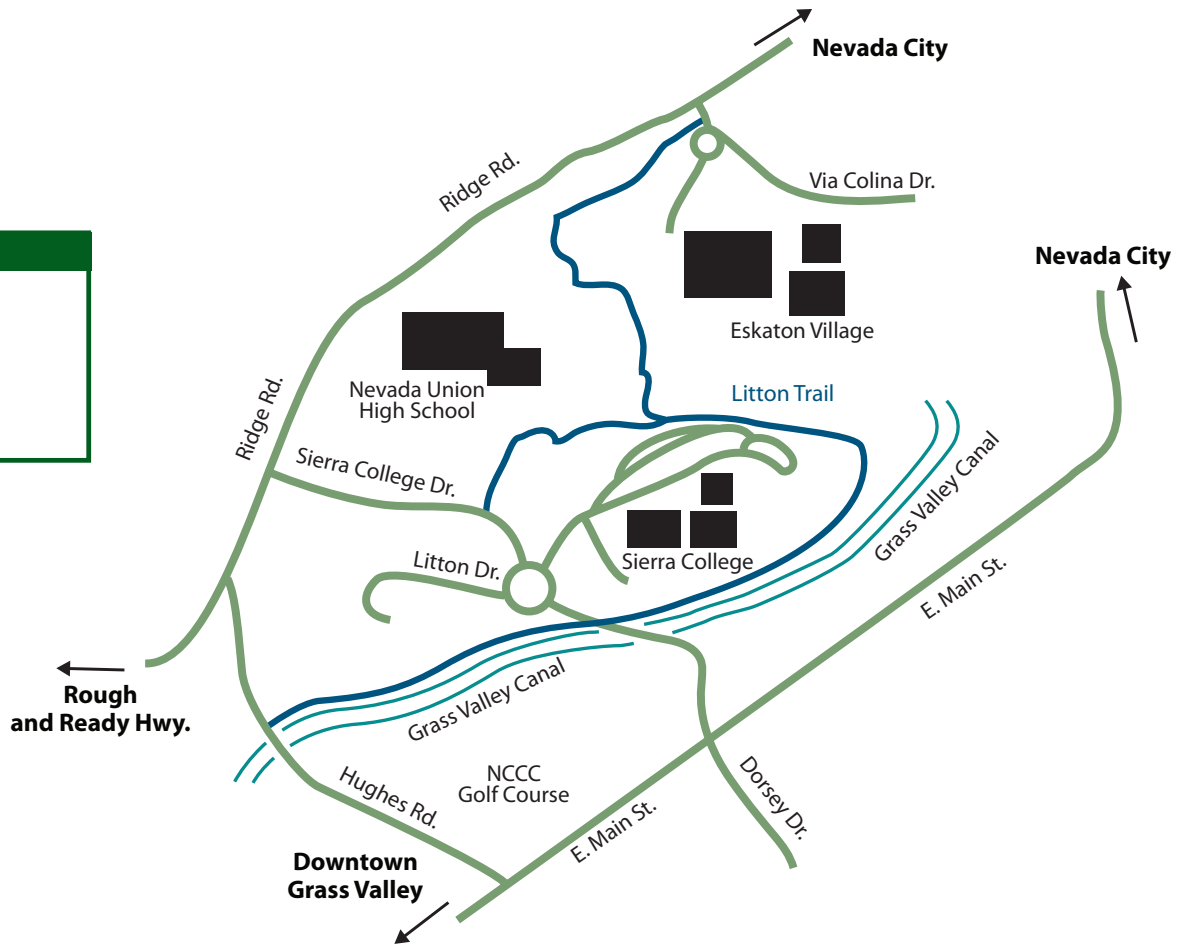 Nevada City
Ridge Rd.
Via Colina Dr.
Nevada City
Eskaton Village
Nevada Union
High School
Litton Trail
Ridge Rd.
Sierra College Dr.
Grass Valley Canal
Sierra College
Litton Dr.
E. Main St.
Rough
and Ready Hwy.
Grass Valley Canal
NCCC
Golf Course
Hughes Rd.
Dorsey Dr.
E. Main St.
Downtown
Grass Valley